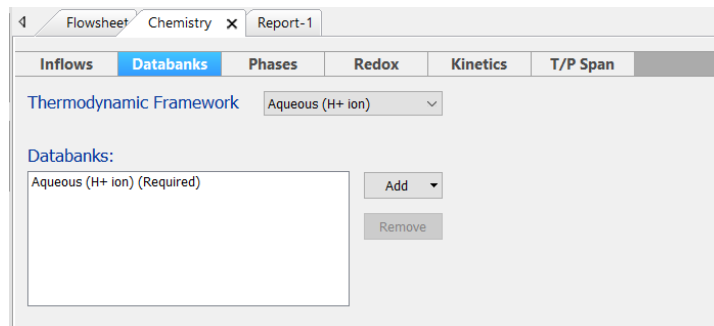 Flowsheet Chemistry x Report-1
Inflows Databanks Phases Redox Kinetics T/P Span
Thermodynamic Framework Aqueous (H+ ion)
Databanks:
Aqueous (H+ ion) (Required)
Add
Remove